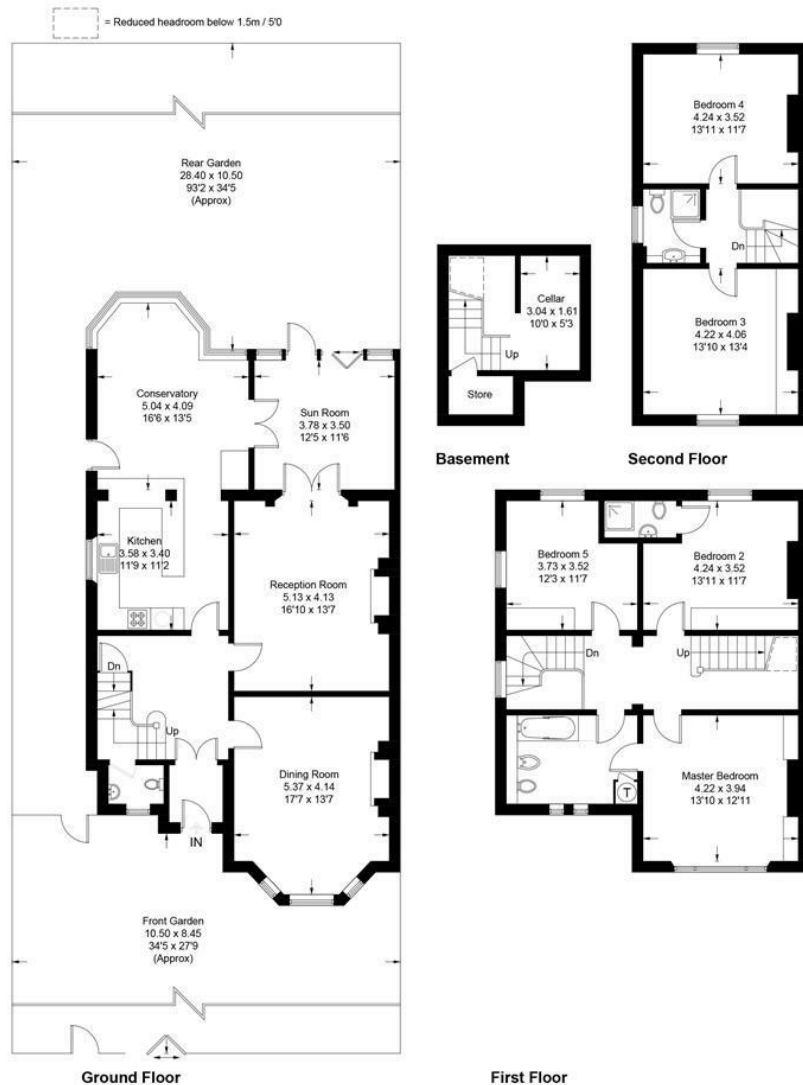 = Reduced headroom below 1.5m / 5'0
Rear Garden
28.40 x 10.50
93'2 x 34'5
(Approx)
Conservatory
5.04 x 4.09
16'6 x 13'5
Sun Room
3.78 x 3.50
12'5 x 11'6
Kitchen
3.58 x 3.40
11'9 x 11'2
Reception Room
5.13 x 4.13
16'10 x 13'7
Dn
Up
Dining Room
5.37 x 4.14
17'7 x 13'7
IN
Front Garden
10.50 x 8.45
34'5 x 27'9
(Approx)
Ground Floor
Cellar
3.04 x 1.61
10'0 x 5'3
Up
Store
Basement
Bedroom 4
4.24 x 3.52
13'11 x 11'7
Dn
Bedroom 3
4.22 x 4.06
13'10 x 13'4
Second Floor
Bedroom 5
3.73 x 3.52
12'3 x 11'7
Bedroom 2
4.24 x 3.52
13'11 x 11'7
Dn
Up
Master Bedroom
4.22 x 3.94
13'10 x 12'11
T
First Floor